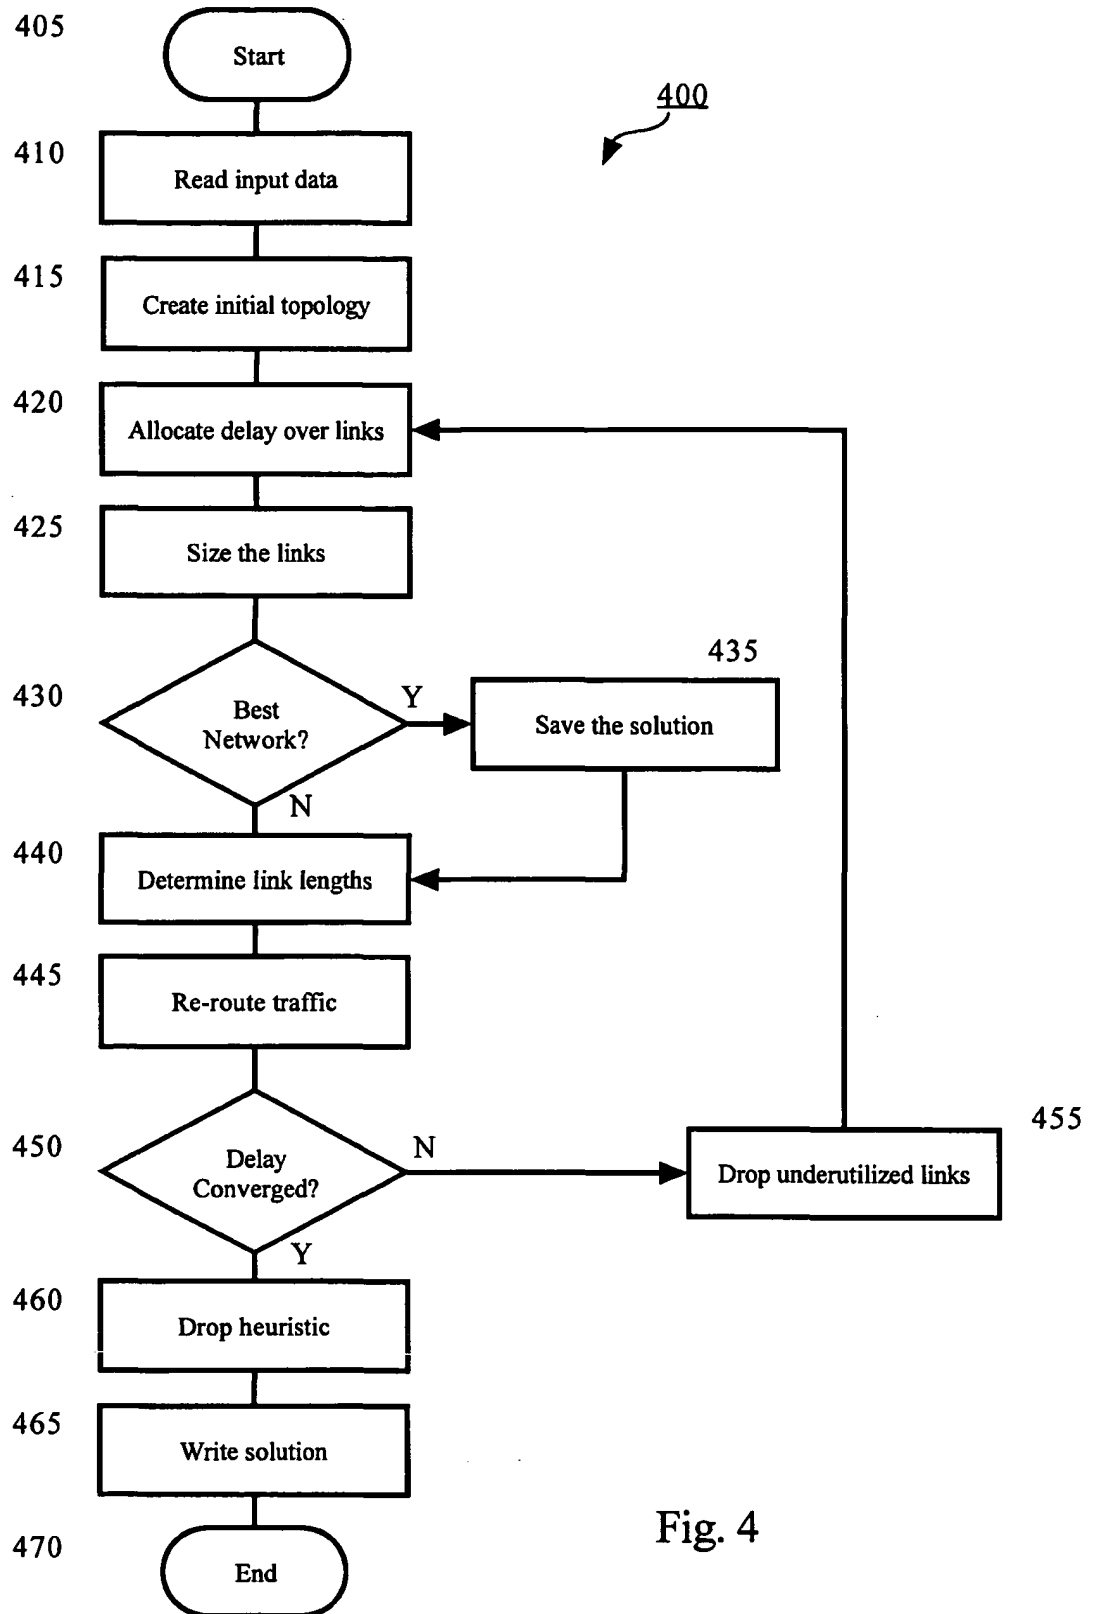 405
Start
400
410
Read input data
415
Create initial topology
420
Allocate delay over links
425
Size the links
435
430
Best
Network?
Y
Save the solution
N
440
Determine link lengths
445
Re-route traffic
450
Delay
Converged?
N
455
Drop underutilized links
Y
460
Drop heuristic
465
Write solution
Fig. 4
470
End